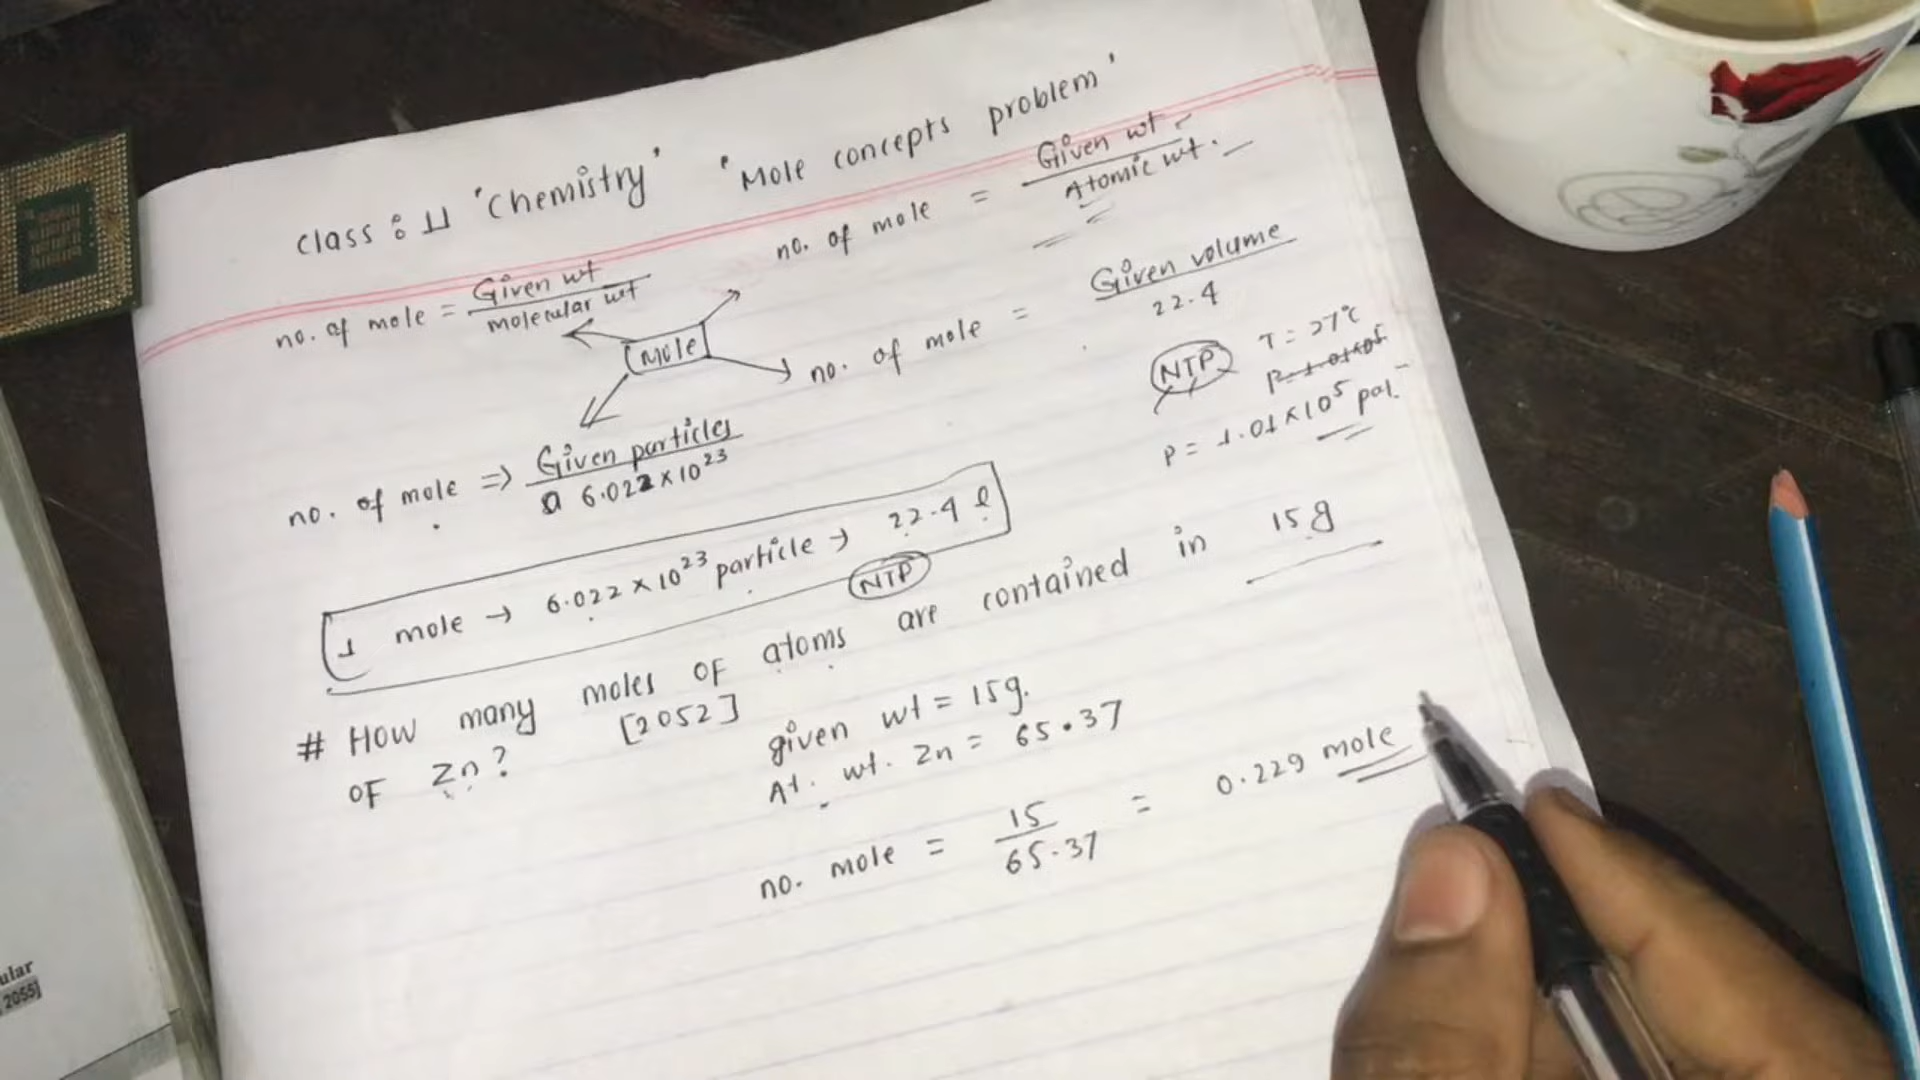 class : 11 'Chemistry' 'Mole concepts problem'
no. of mole = Given wt / Atomic wt.
no. of mole = Given wt / molecular wt
Mole
no. of mole = Given volume / 22.4
NTP T = 27°C
P = 1.01×10⁵ pal.
no. of mole => Given particles / 6.022×10²³
1 mole → 6.022×10²³ particle → 22.4 l
NTP
# How many moles of atoms are contained in 15g
of Zn? [2052]
given wt = 15g.
At. wt. Zn = 65.37
no. mole = 15 / 65.37 = 0.229 mole
ular
2055]